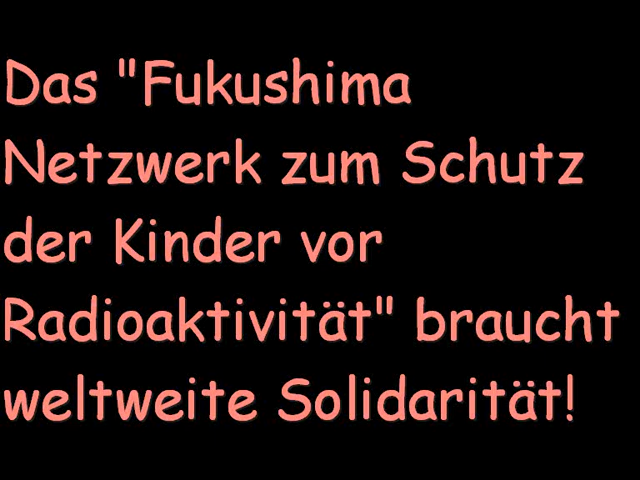 Das "Fukushima
Netzwerk zum Schutz
der Kinder vor
Radioaktivität" braucht
weltweite Solidarität!